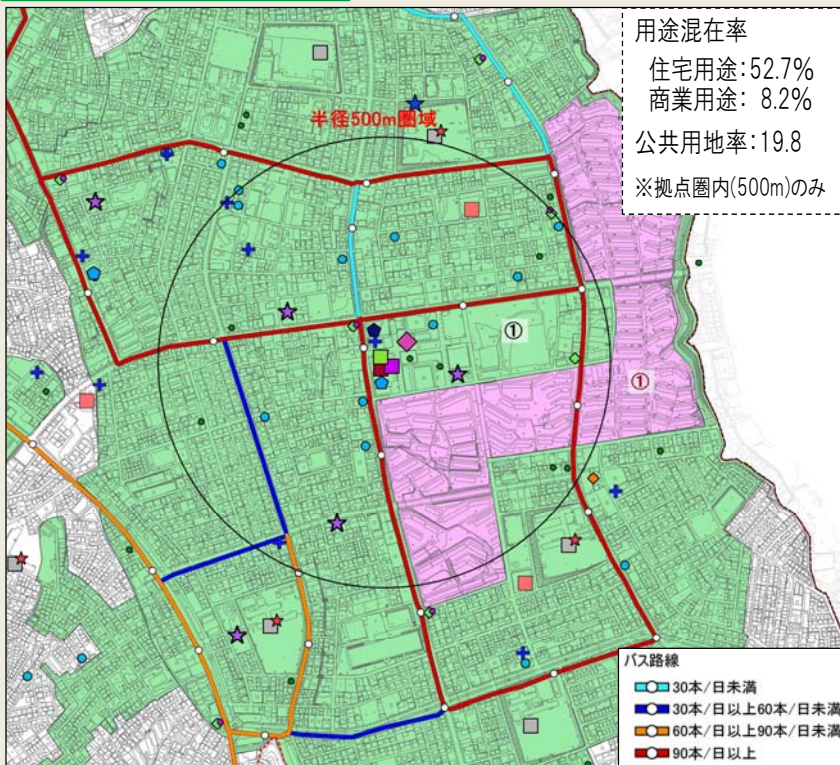 用途混在率
住宅用途:52.7%
商業用途: 8.2%
公共用地率:19.8
※拠点圏内(500m)のみ
半径500m圏域
①
①
バス路線
30本/日未満
30本/日以上60本/日未満
60本/日以上90本/日未満
90本/日以上